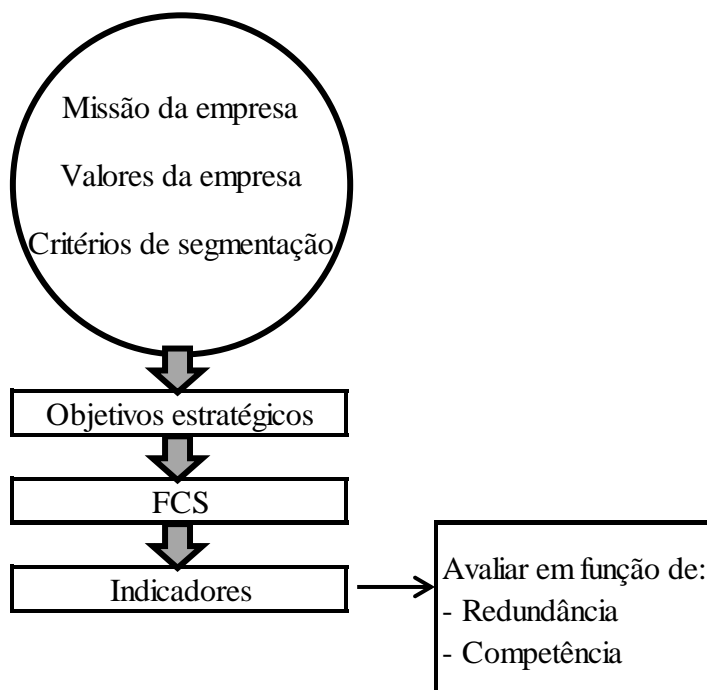 Missão da empresa
Valores da empresa
Critérios de segmentação
Objetivos estratégicos
FCS
Indicadores
Avaliar em função de:
- Redundância
- Competência